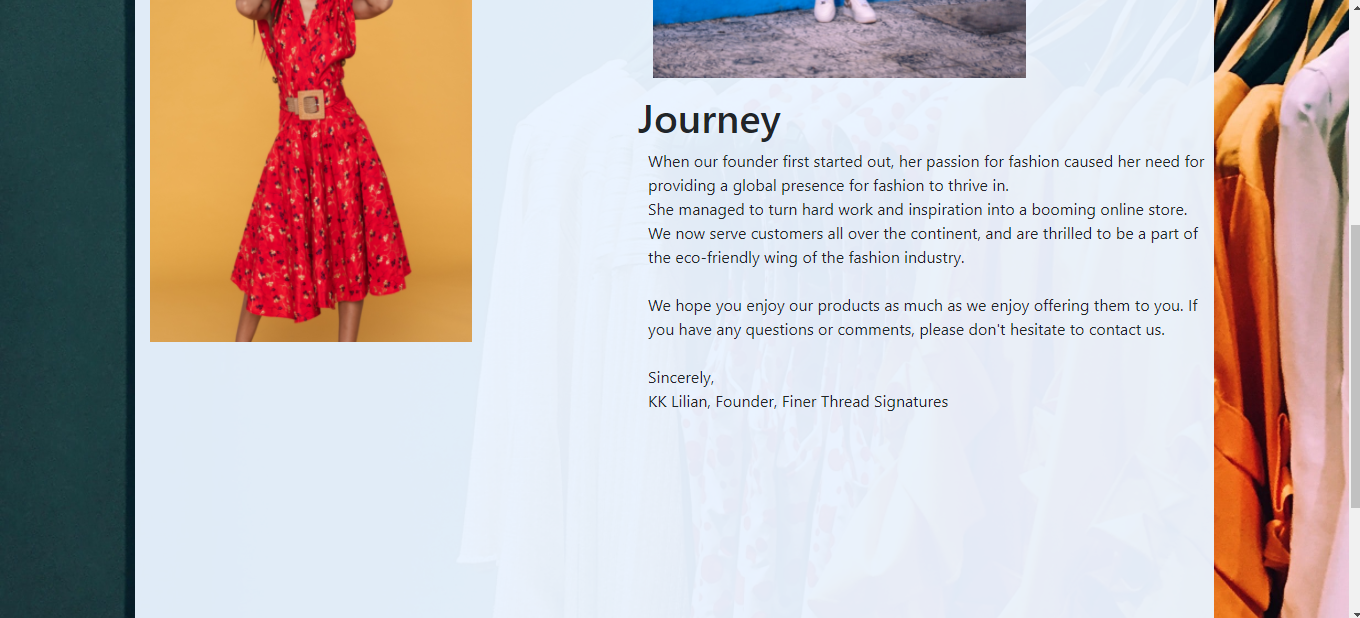 Journey
When our founder first started out, her passion for fashion caused her need for
providing a global presence for fashion to thrive in.
She managed to turn hard work and inspiration into a booming online store.
We now serve customers all over the continent, and are thrilled to be a part of
the eco-friendly wing of the fashion industry.
We hope you enjoy our products as much as we enjoy offering them to you. If
you have any questions or comments, please don't hesitate to contact us.
Sincerely,
KK Lilian, Founder, Finer Thread Signatures